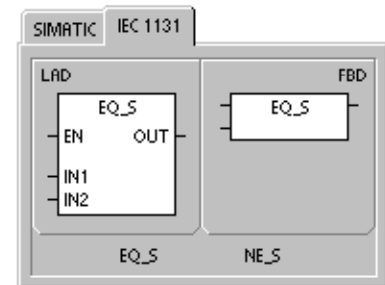 SIMATIC IEC 1131
LAD FBD
EQ_S EQ_S
EN OUT
IN1
IN2
EQ_S NE_S